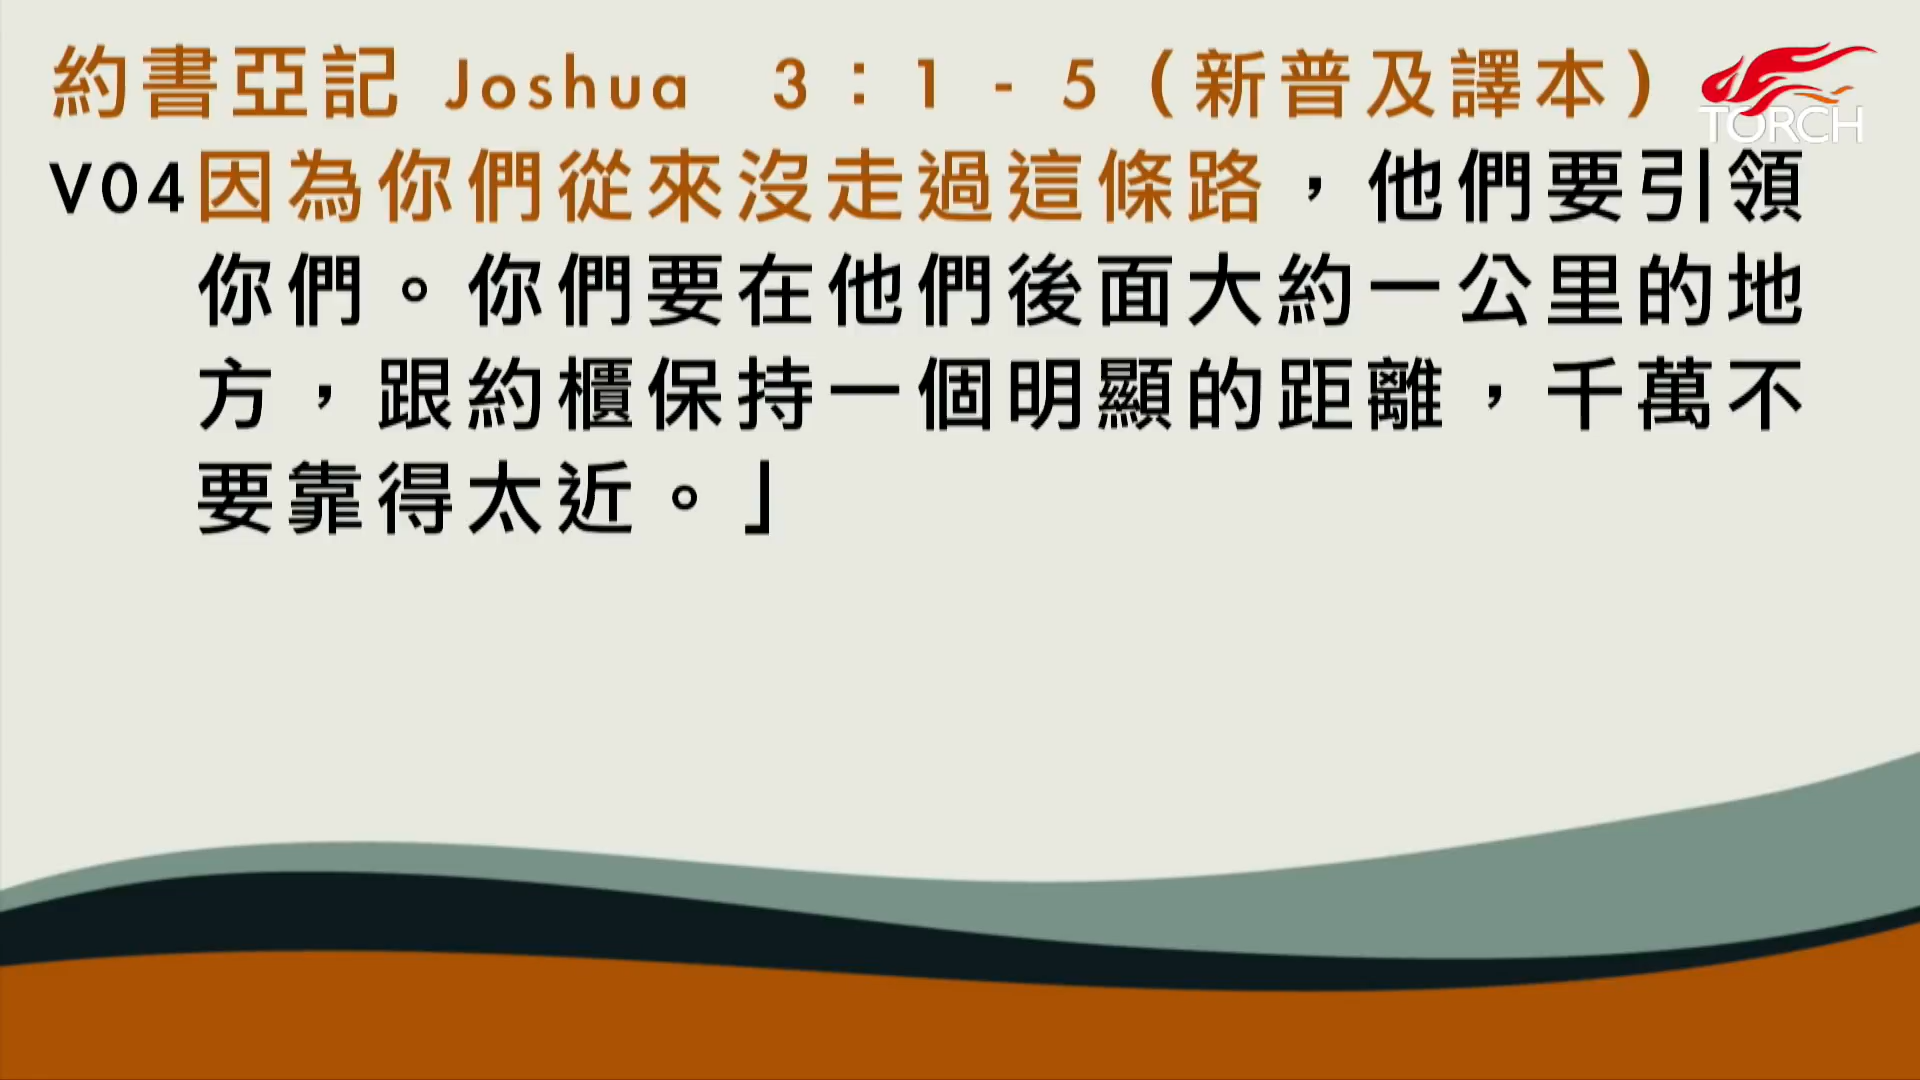 約書亞記 Joshua 3：1-5（新普及譯本）
TORCH
V04因為你們從來沒走過這條路，他們要引領
你們。你們要在他們後面大約一公里的地
方，跟約櫃保持一個明顯的距離，千萬不
要靠得太近。」